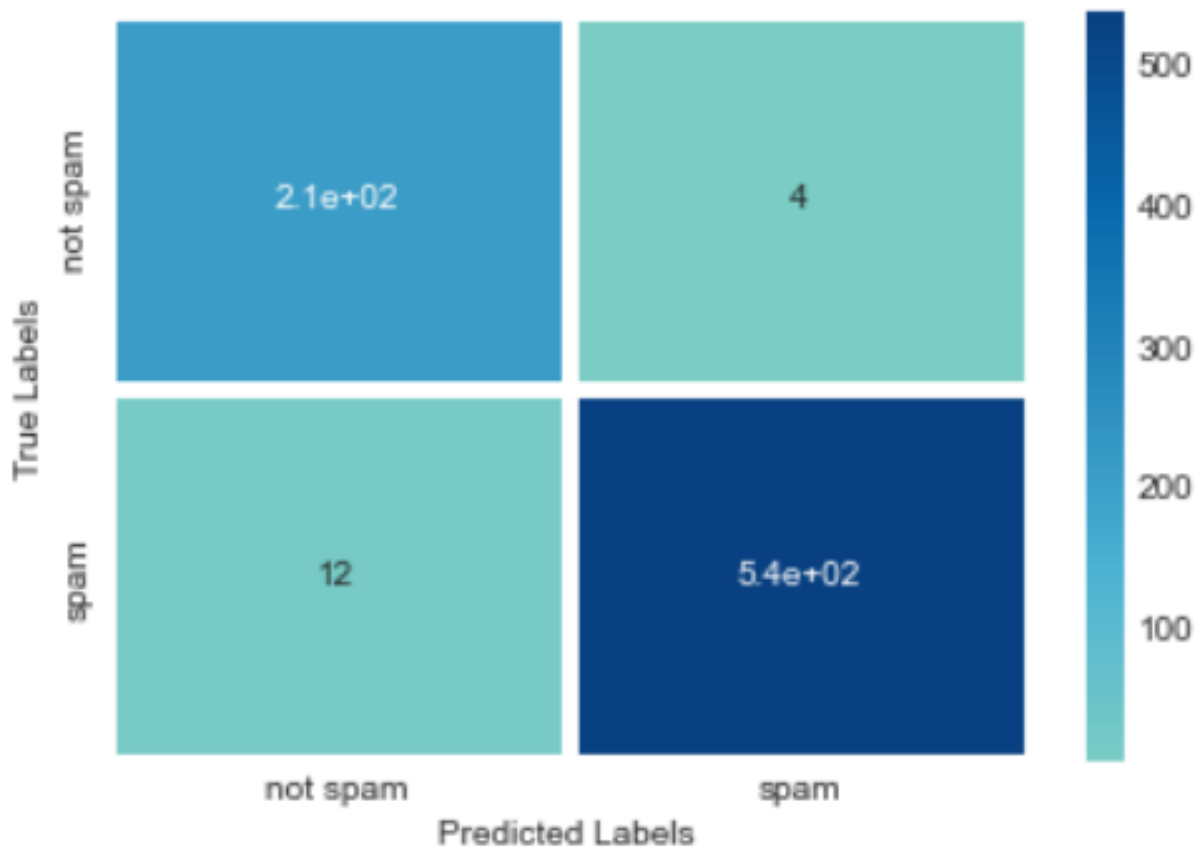 True Labels
not spam
2.1e+02
4
spam
12
5.4e+02
not spam
spam
Predicted Labels
500
400
300
200
100